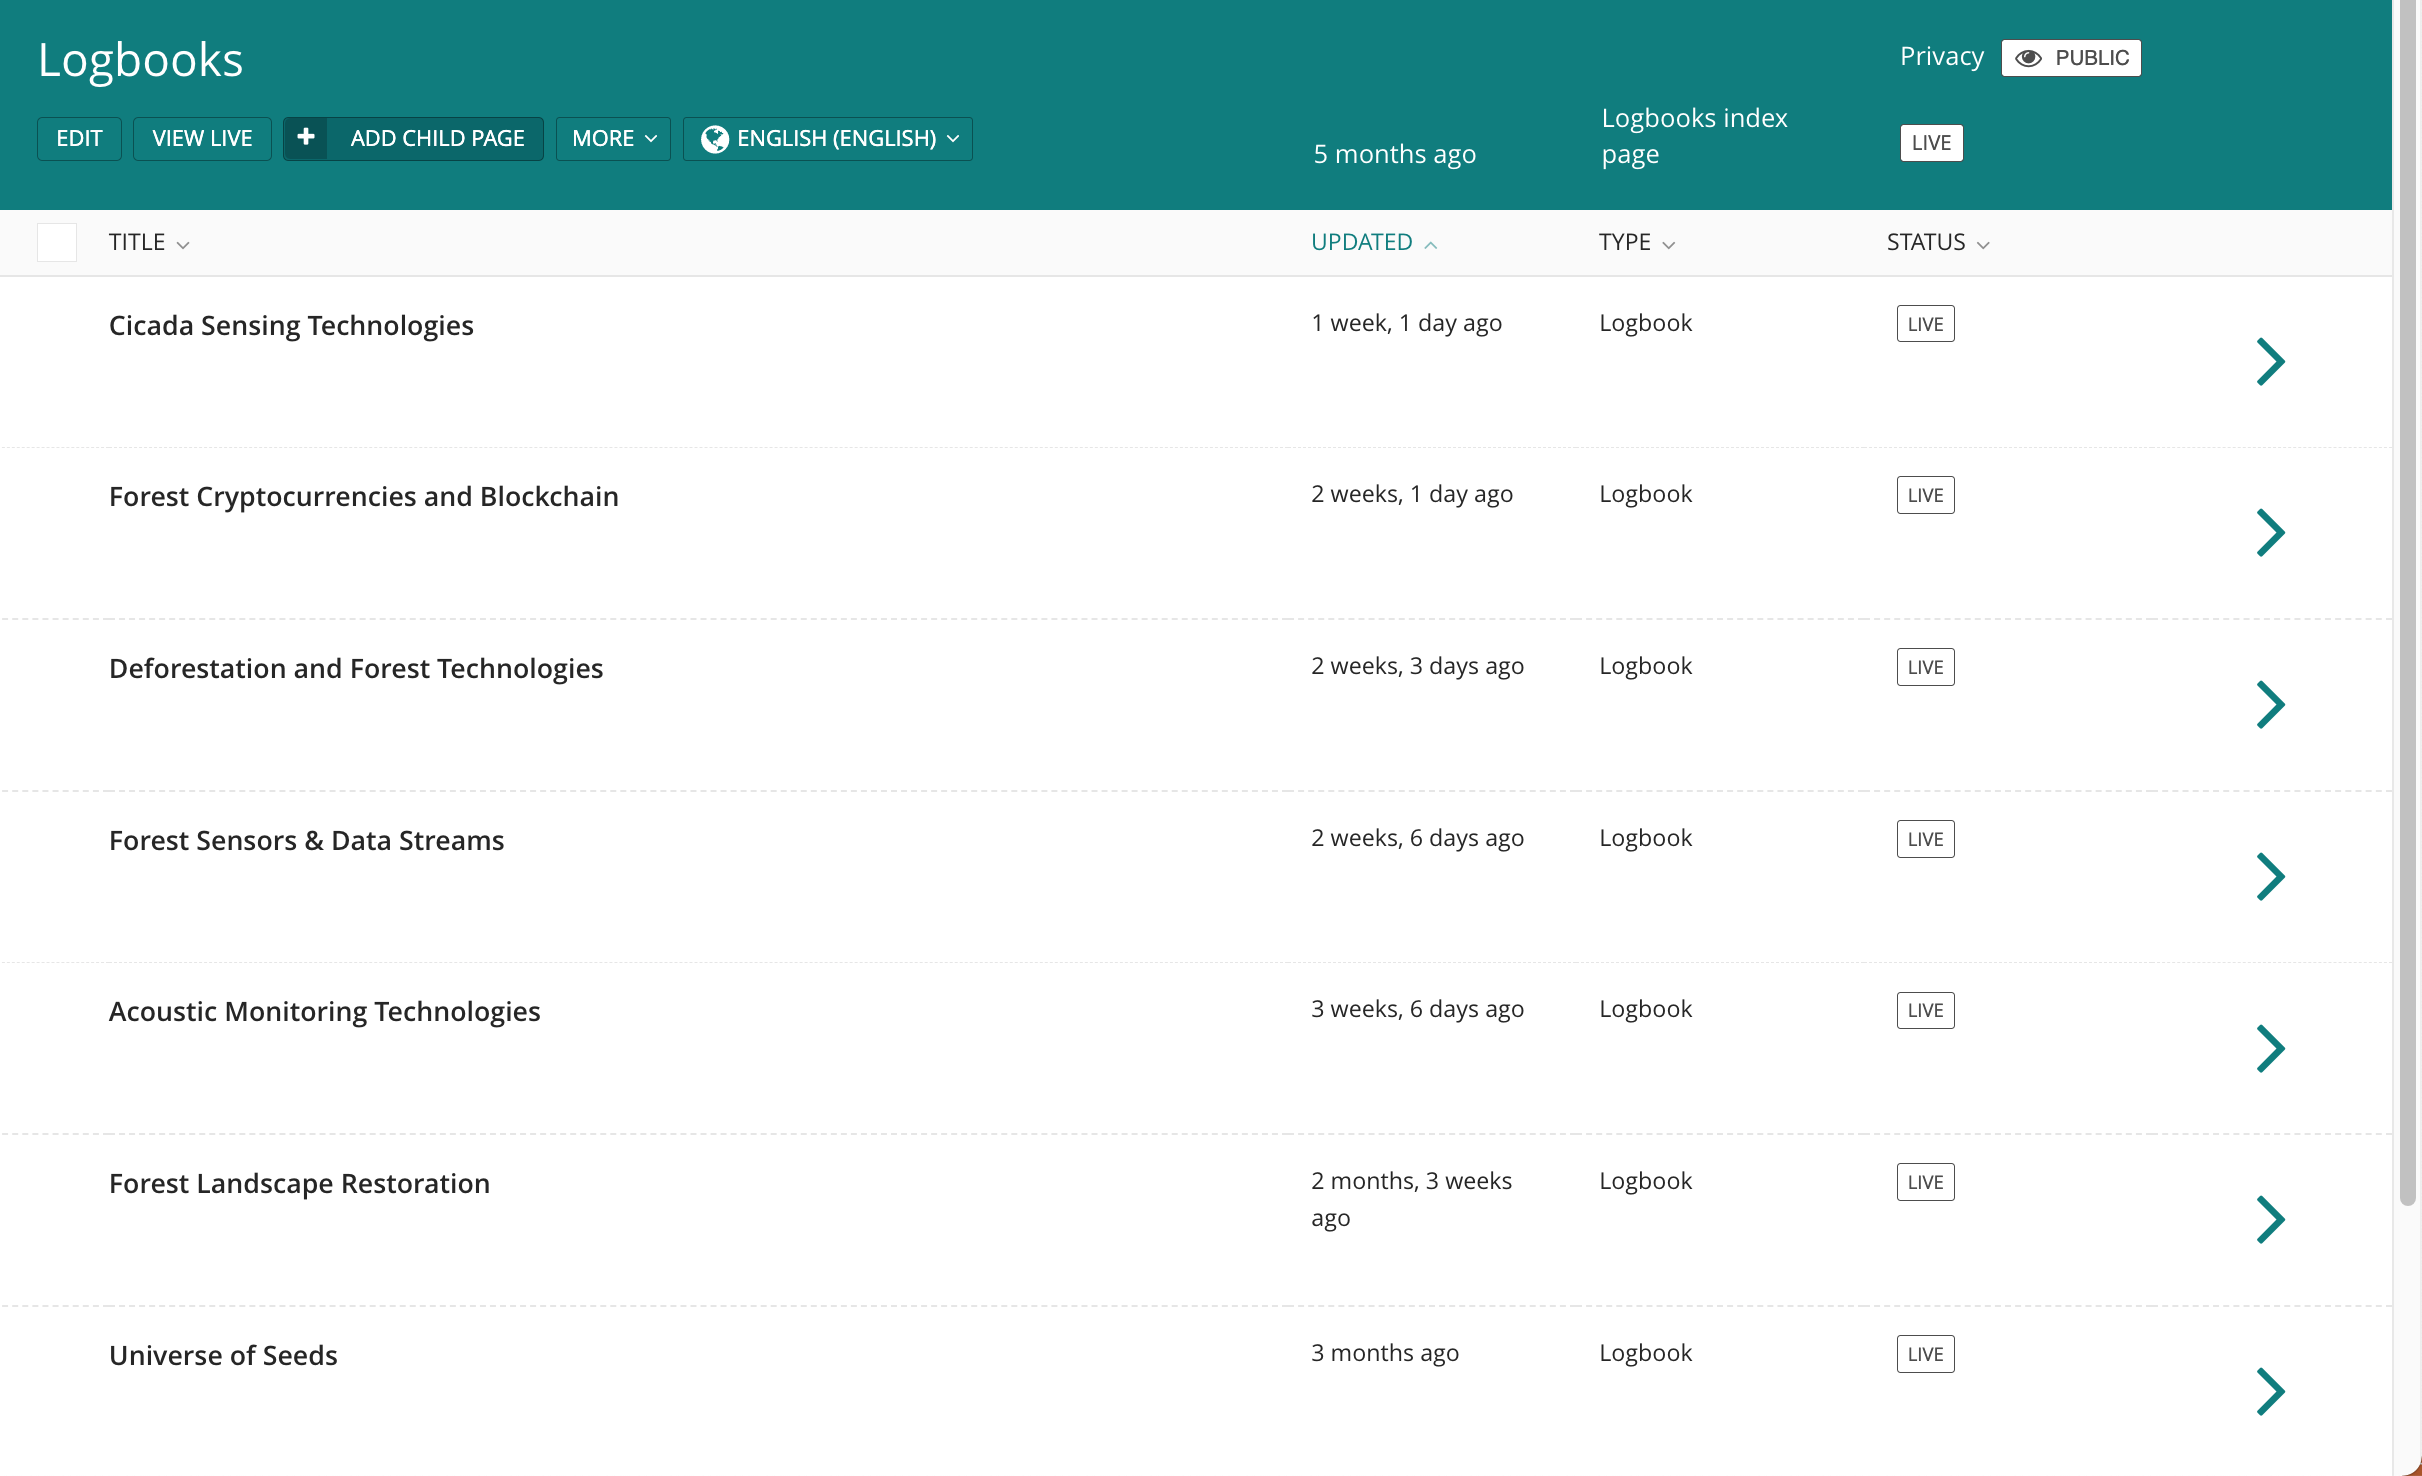 Logbooks
Privacy PUBLIC
EDIT VIEW LIVE + ADD CHILD PAGE MORE ENGLISH (ENGLISH)
5 months ago
Logbooks index
page
LIVE
TITLE UPDATED TYPE STATUS
Cicada Sensing Technologies 1 week, 1 day ago Logbook LIVE
Forest Cryptocurrencies and Blockchain 2 weeks, 1 day ago Logbook LIVE
Deforestation and Forest Technologies 2 weeks, 3 days ago Logbook LIVE
Forest Sensors & Data Streams 2 weeks, 6 days ago Logbook LIVE
Acoustic Monitoring Technologies 3 weeks, 6 days ago Logbook LIVE
Forest Landscape Restoration 2 months, 3 weeks
ago Logbook LIVE
Universe of Seeds 3 months ago Logbook LIVE